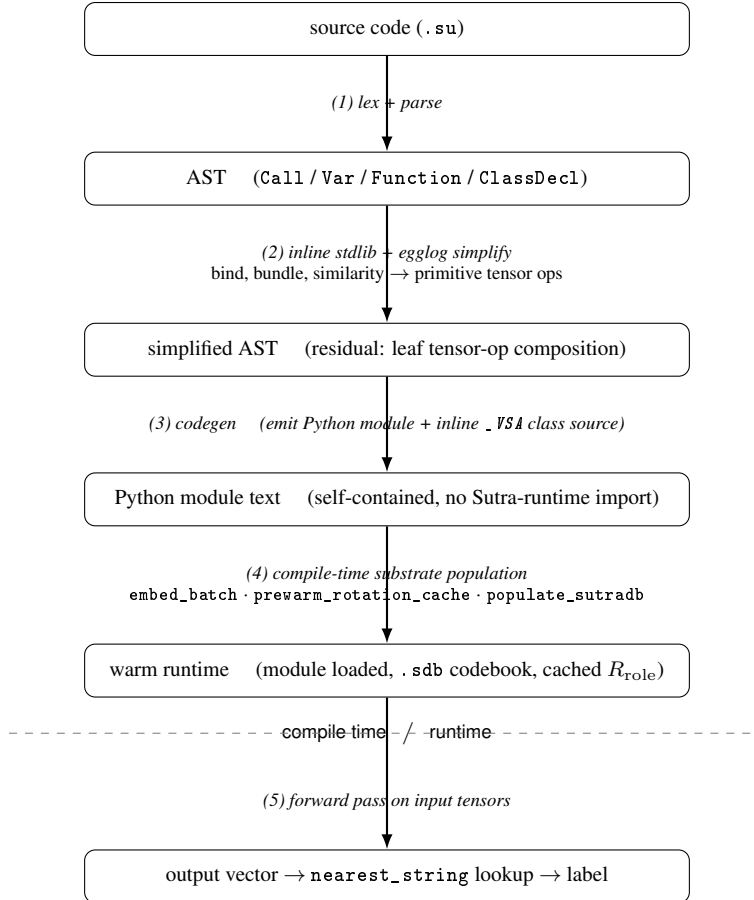 source code (.su)
(1) lex + parse
AST (Call / Var / Function / ClassDecl)
(2) inline stdlib + egglog simplify
bind, bundle, similarity → primitive tensor ops
simplified AST (residual: leaf tensor-op composition)
(3) codegen (emit Python module + inline _VSA class source)
Python module text (self-contained, no Sutra-runtime import)
(4) compile-time substrate population
embed_batch · prewarm_rotation_cache · populate_sutradb
warm runtime (module loaded, .sdb codebook, cached R_role)
compile time / runtime
(5) forward pass on input tensors
output vector → nearest_string lookup → label